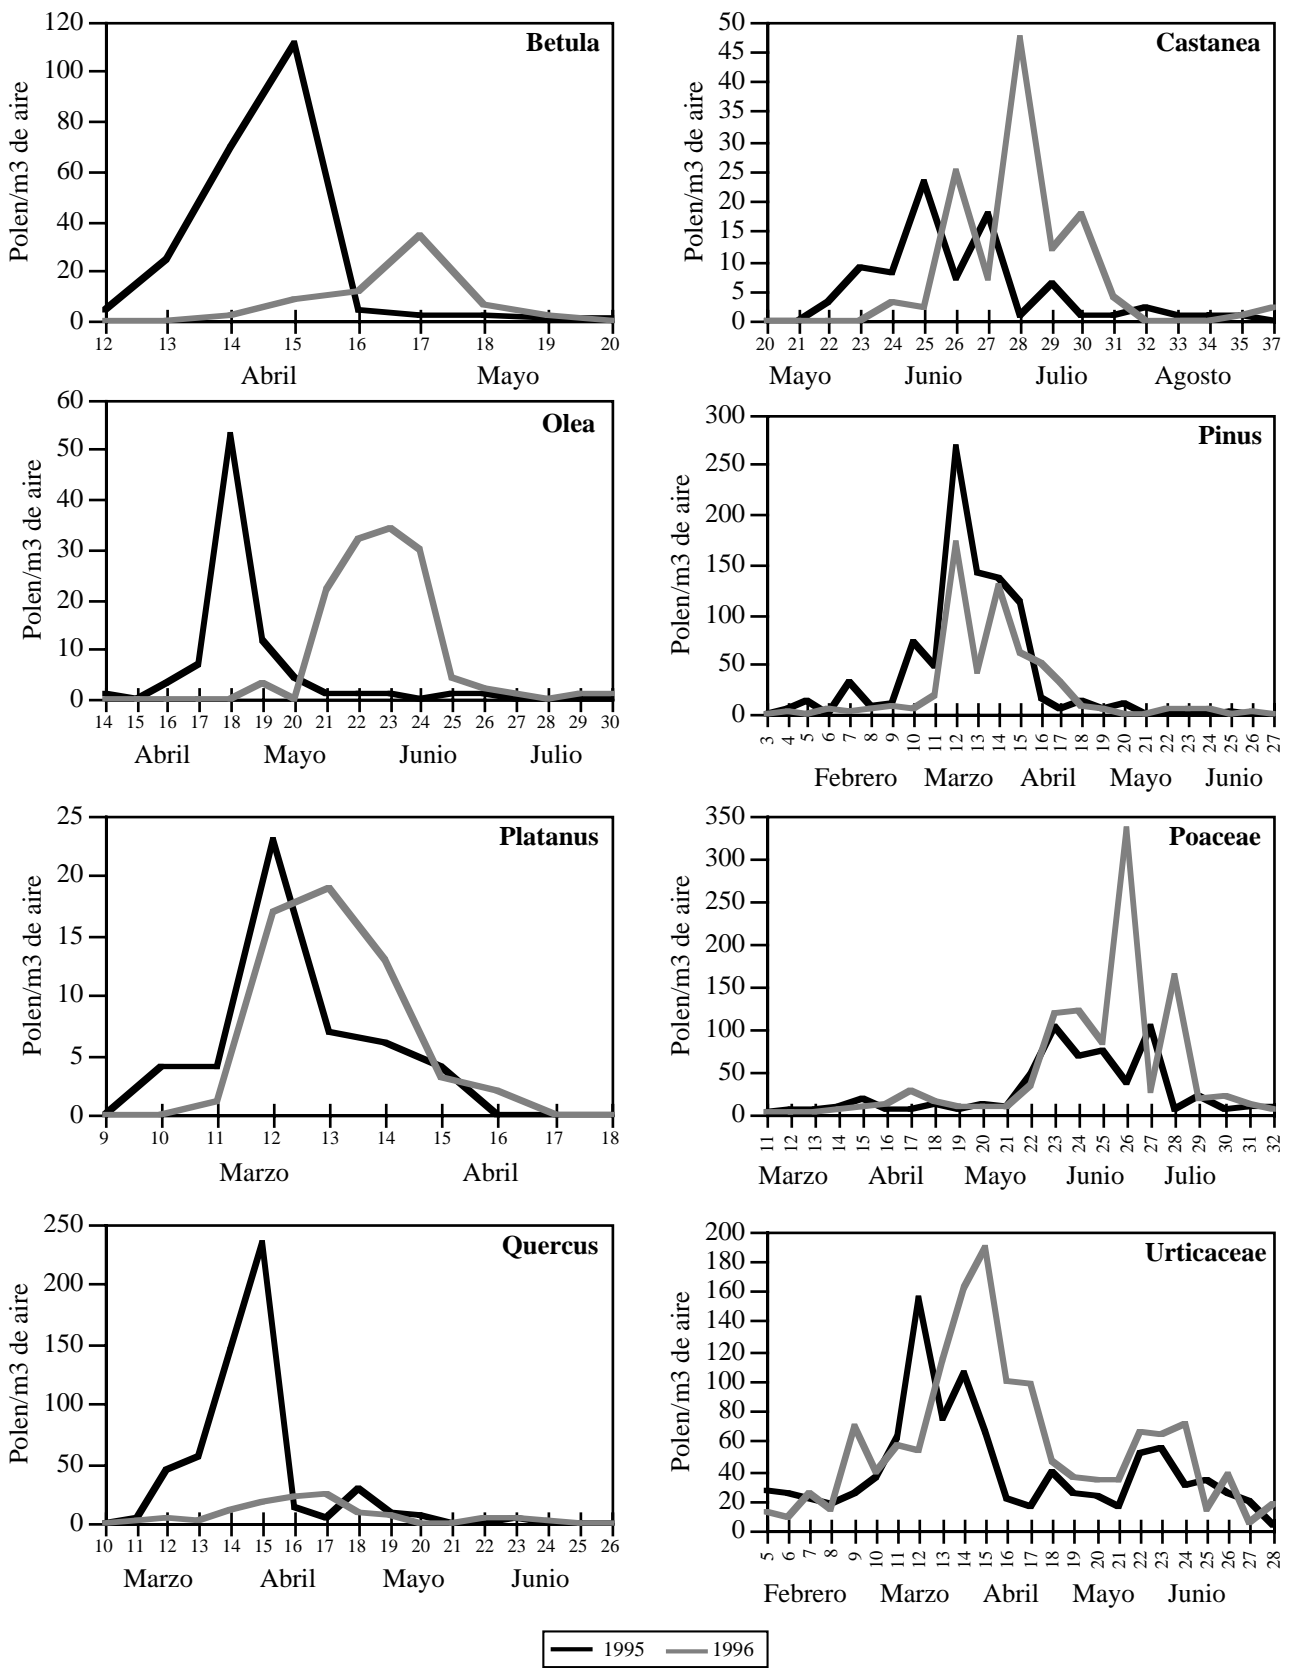 Betula
Polen/m3 de aire
120
100
80
60
40
20
0
12 13 14 15 16 17 18 19 20
Abril Mayo
Castanea
Polen/m3 de aire
50
45
40
35
30
25
20
15
10
5
0
20 21 22 23 24 25 26 27 28 29 30 31 32 33 34 35 37
Mayo Junio Julio Agosto
Olea
Polen/m3 de aire
60
50
40
30
20
10
0
14 15 16 17 18 19 20 21 22 23 24 25 26 27 28 29 30
Abril Mayo Junio Julio
Pinus
Polen/m3 de aire
300
250
200
150
100
50
0
3 4 5 6 7 8 9 10 11 12 13 14 15 16 17 18 19 20 21 22 23 24 25 26 27
Febrero Marzo Abril Mayo Junio
Platanus
Polen/m3 de aire
25
20
15
10
5
0
9 10 11 12 13 14 15 16 17 18
Marzo Abril
Poaceae
Polen/m3 de aire
350
300
250
200
150
100
50
0
11 12 13 14 15 16 17 18 19 20 21 22 23 24 25 26 27 28 29 30 31 32
Marzo Abril Mayo Junio Julio
Quercus
Polen/m3 de aire
250
200
150
100
50
0
10 11 12 13 14 15 16 17 18 19 20 21 22 23 24 25 26
Marzo Abril Mayo Junio
Urticaceae
Polen/m3 de aire
200
180
160
140
120
100
80
60
40
20
0
5 6 7 8 9 10 11 12 13 14 15 16 17 18 19 20 21 22 23 24 25 26 27 28
Febrero Marzo Abril Mayo Junio
1995 1996